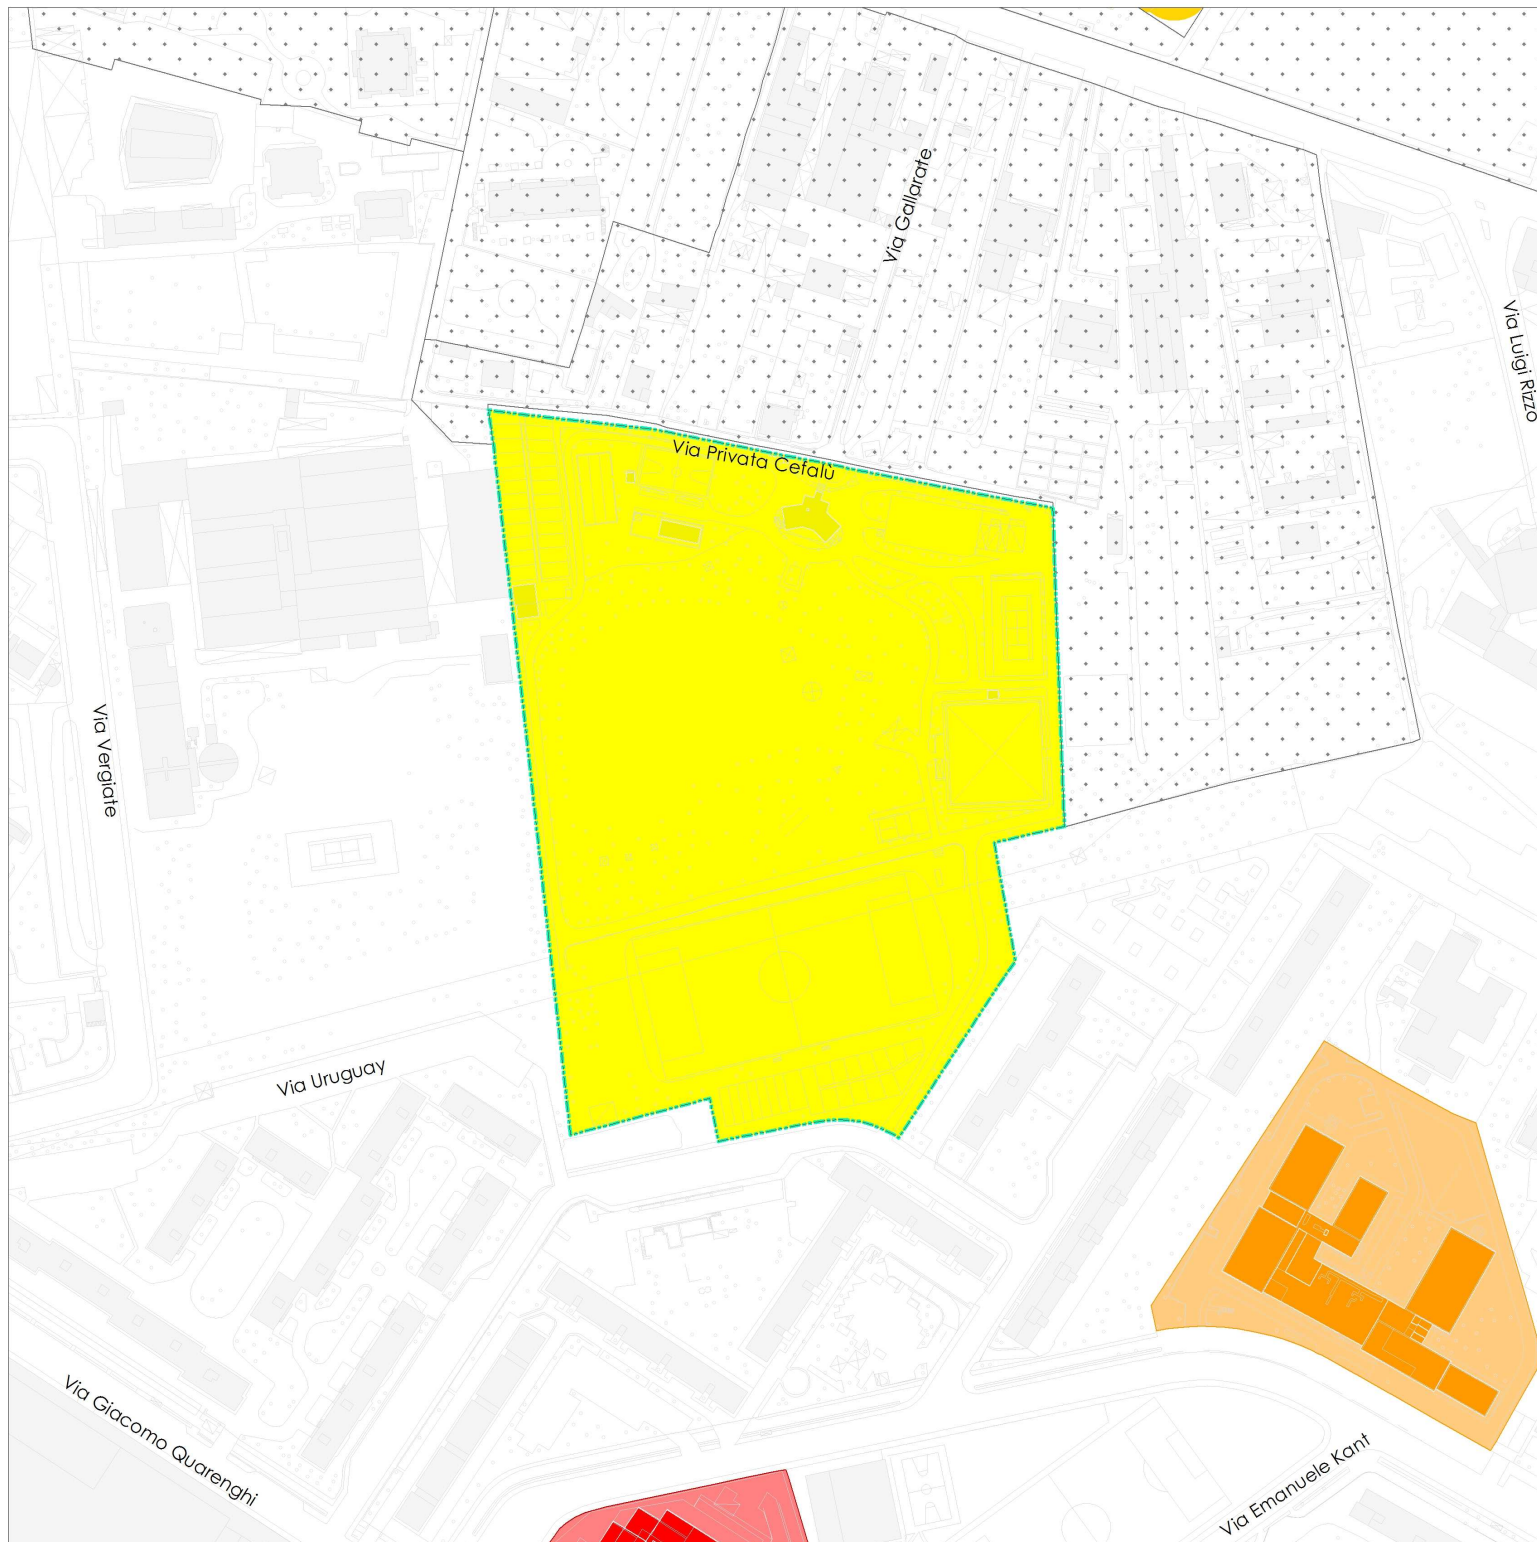 Via Gallarate
Via Luigi Rizzo
Via Privata Cefalù
Via Vergiate
Via Uruguay
Via Giacomo Quarenghi
Via Emanuele Kant